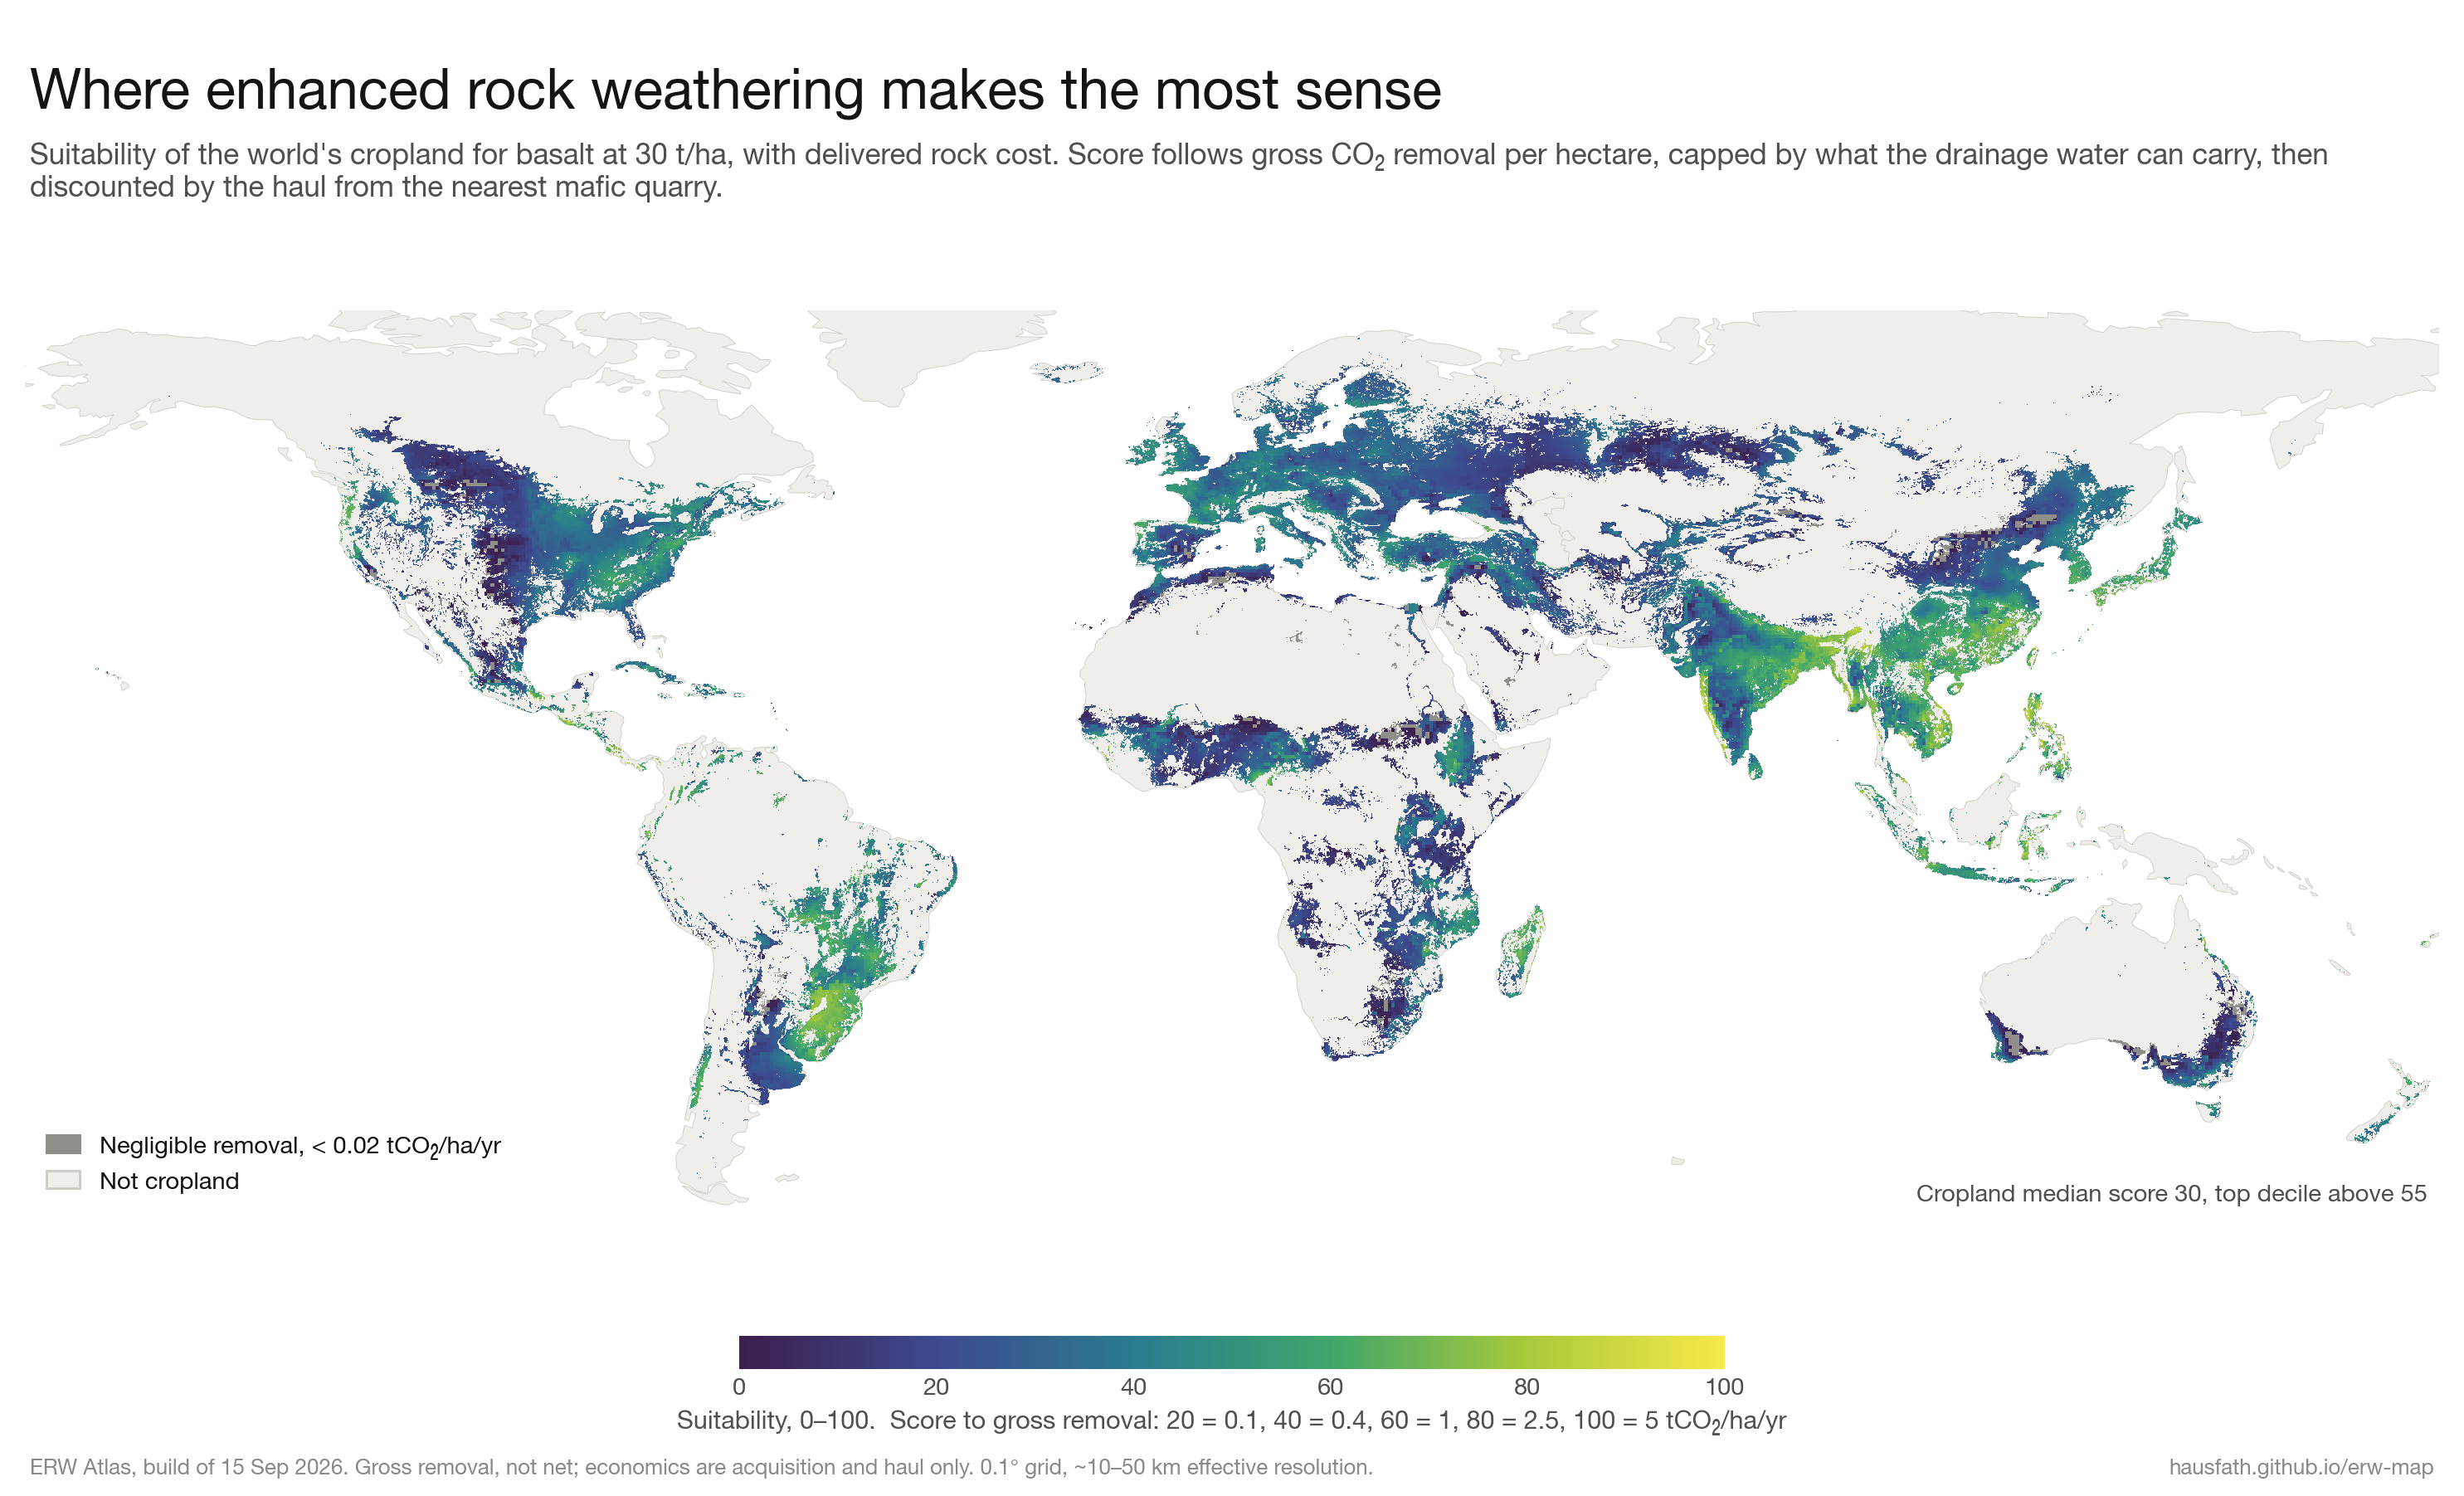 Where enhanced rock weathering makes the most sense
Suitability of the world's cropland for basalt at 30 t/ha, with delivered rock cost. Score follows gross CO₂ removal per hectare, capped by what the drainage water can carry, then
discounted by the haul from the nearest mafic quarry.
Negligible removal, < 0.02 tCO₂/ha/yr
Not cropland
Cropland median score 30, top decile above 55
0 20 40 60 80 100
Suitability, 0–100.  Score to gross removal: 20 = 0.1, 40 = 0.4, 60 = 1, 80 = 2.5, 100 = 5 tCO₂/ha/yr
ERW Atlas, build of 15 Sep 2026. Gross removal, not net; economics are acquisition and haul only. 0.1° grid, ~10–50 km effective resolution.
hausfath.github.io/erw-map